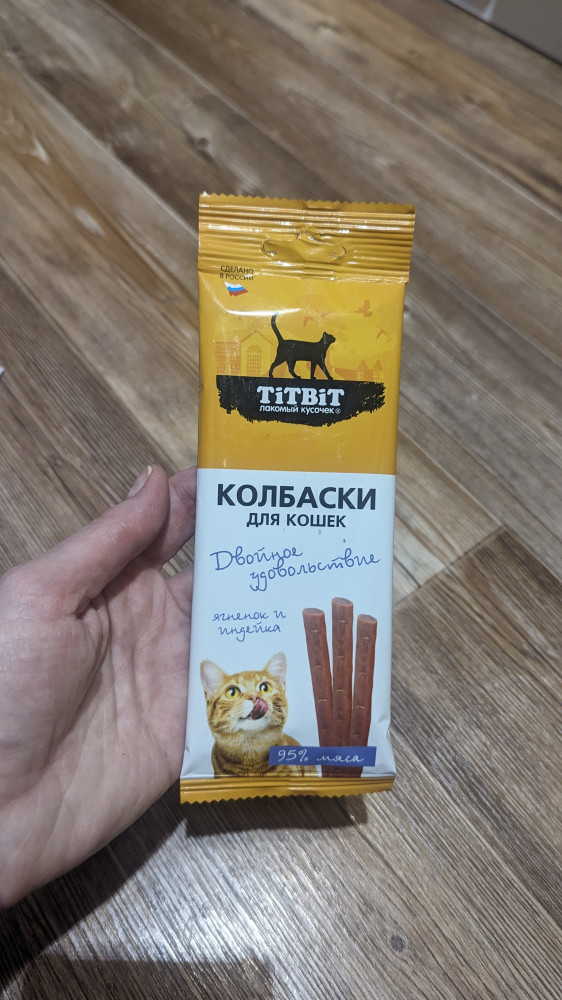 СДЕЛАНО
В РОССИИ
TiTBiT
лакомый кусочек®
КОЛБАСКИ
ДЛЯ КОШЕК
Двойное
удовольствие
ягненок и
индейка
95% мяса